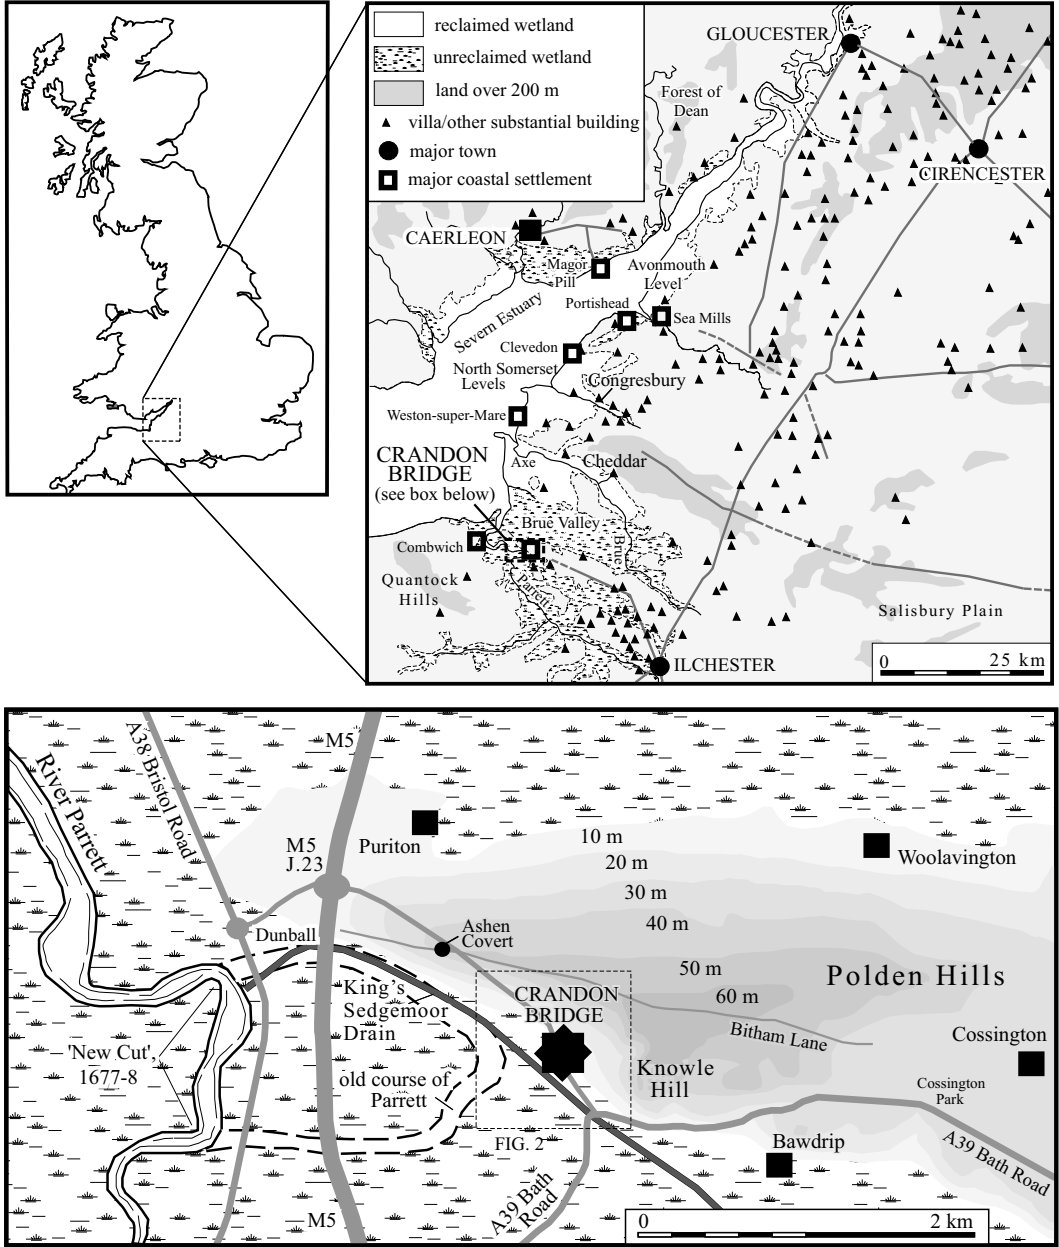 reclaimed wetland
unreclaimed wetland
land over 200 m
villa/other substantial building
major town
major coastal settlement
GLOUCESTER
Forest of
Dean
CIRENCESTER
CAERLEON
Magor
Pill
Avonmouth
Level
Portishead
Sea Mills
Severn Estuary
Clevedon
North Somerset
Levels
Congresbury
Weston-super-Mare
CRANDON
BRIDGE
(see box below)
Axe
Cheddar
Brue Valley
Brue
Combwich
Parrett
Quantock
Hills
Salisbury Plain
ILCHESTER
0 25 km
River Parrett
A38 Bristol Road
M5
M5
J.23
Puriton
10 m
20 m
30 m
40 m
50 m
60 m
Woolavington
Dunball
Ashen
Covert
Polden Hills
King's
Sedgemoor
Drain
CRANDON
BRIDGE
Bitham Lane
Cossington
'New Cut',
1677-8
old course of
Parrett
Knowle
Hill
Cossington
Park
FIG. 2
Bawdrip
A39 Bath Road
A39 Bath
Road
M5
0 2 km